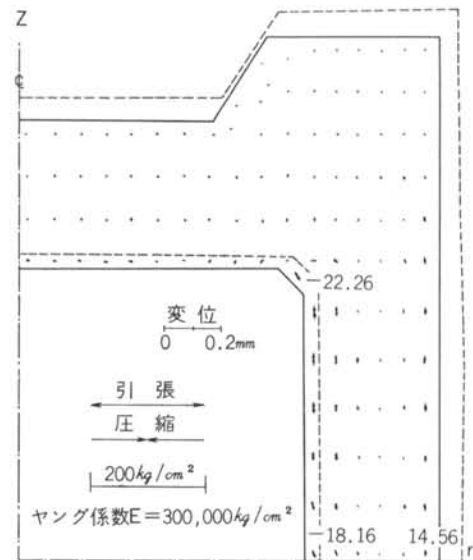 Z
℄
−22.26
変位
0 0.2mm
引張
圧縮
200kg/cm²
ヤング係数E=300,000kg/cm²
−18.16 14.56
r